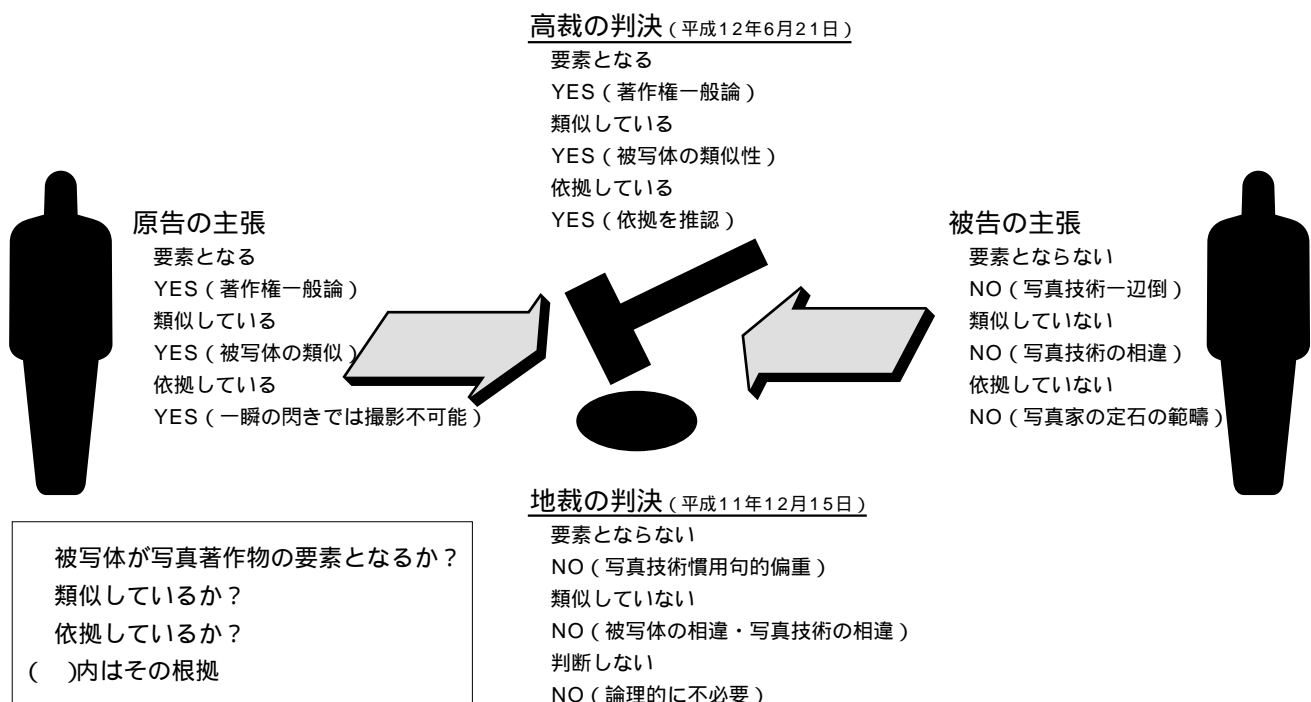 高裁の判決（平成12年6月21日）
要素となる
YES（著作権一般論）
類似している
YES（被写体の類似性）
依拠している
YES（依拠を推認）
原告の主張
要素となる
YES（著作権一般論）
類似している
YES（被写体の類似）
依拠している
YES（一瞬の閃きでは撮影不可能）
被告の主張
要素とならない
NO（写真技術一辺倒）
類似していない
NO（写真技術の相違）
依拠していない
NO（写真家の定石の範疇）
地裁の判決（平成11年12月15日）
要素とならない
NO（写真技術慣用句的偏重）
類似していない
NO（被写体の相違・写真技術の相違）
判断しない
NO（論理的に不必要）
被写体が写真著作物の要素となるか？
類似しているか？
依拠しているか？
（　）内はその根拠